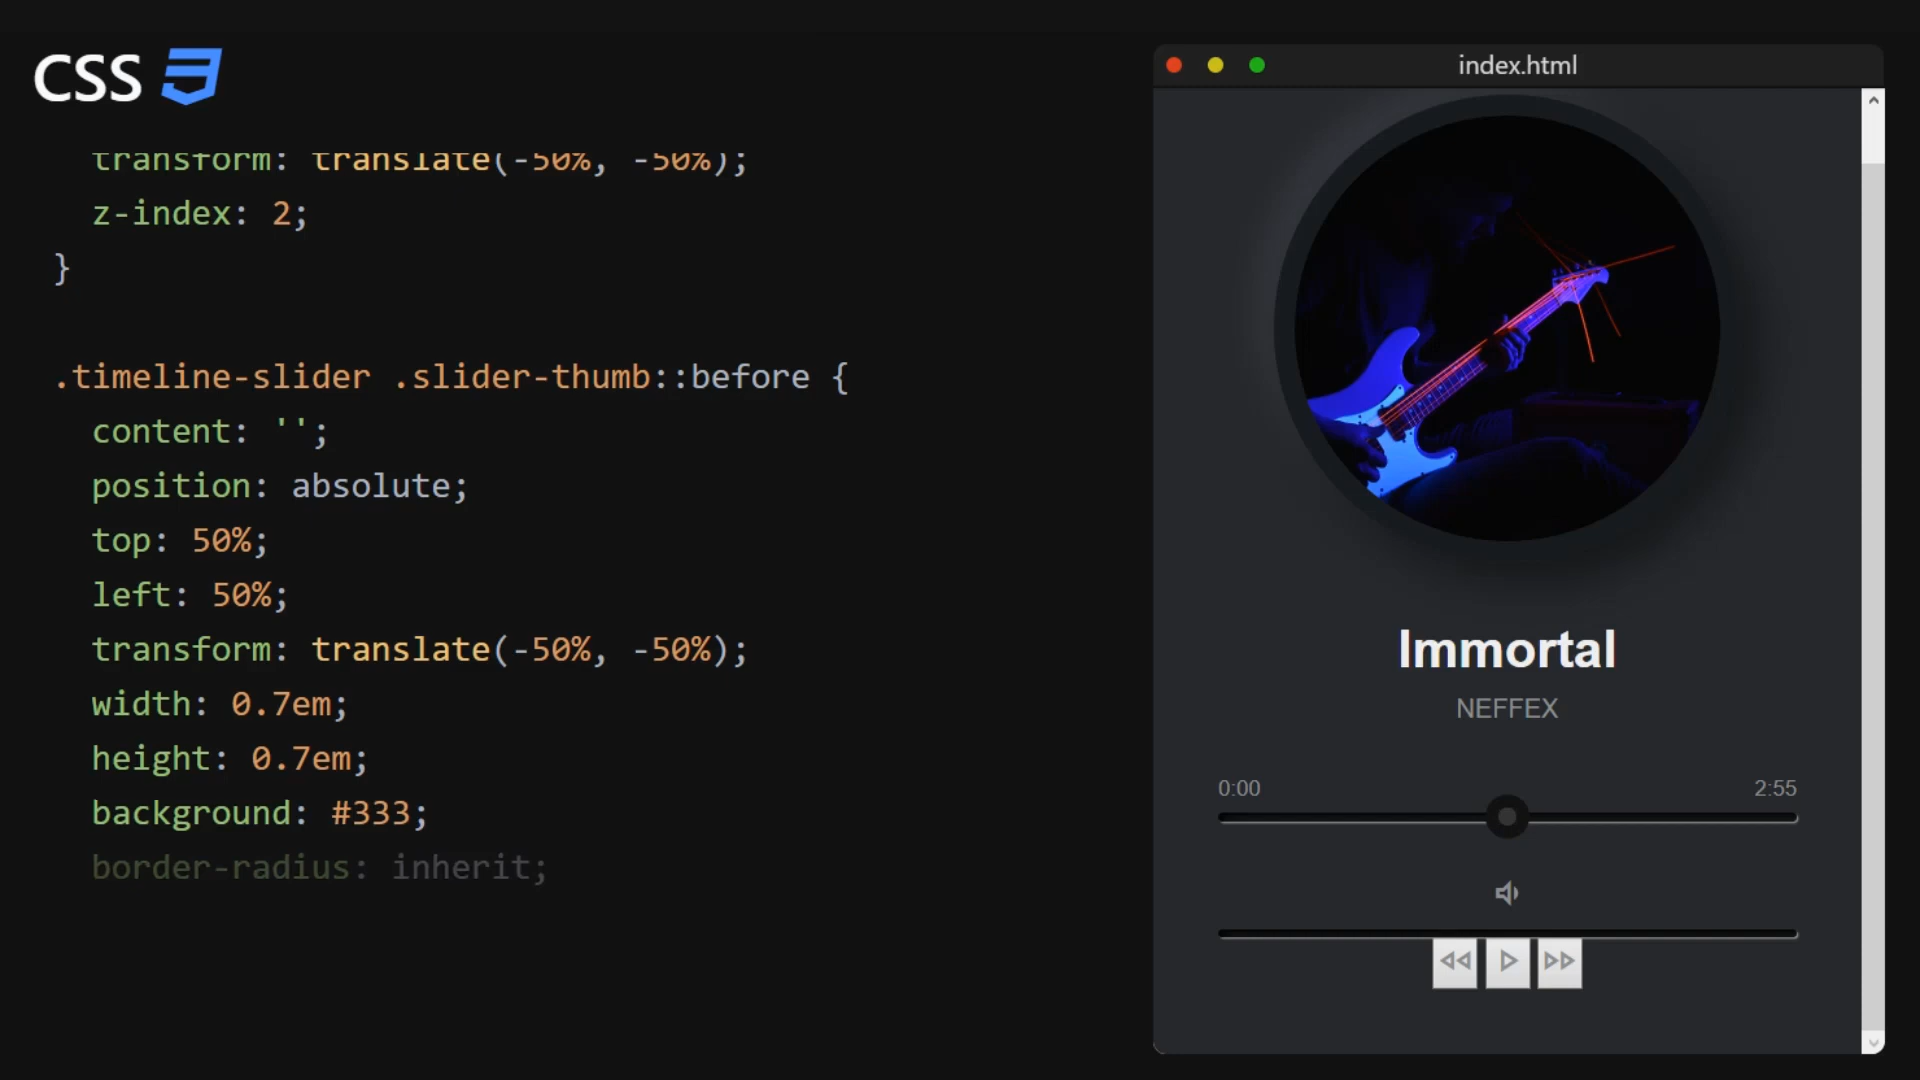 CSS
transform: translate(-50%, -50%);
z-index: 2;
}
.timeline-slider .slider-thumb::before {
content: '';
position: absolute;
top: 50%;
left: 50%;
transform: translate(-50%, -50%);
width: 0.7em;
height: 0.7em;
background: #333;
border-radius: inherit;
index.html
Immortal
NEFFEX
0:00 2:55